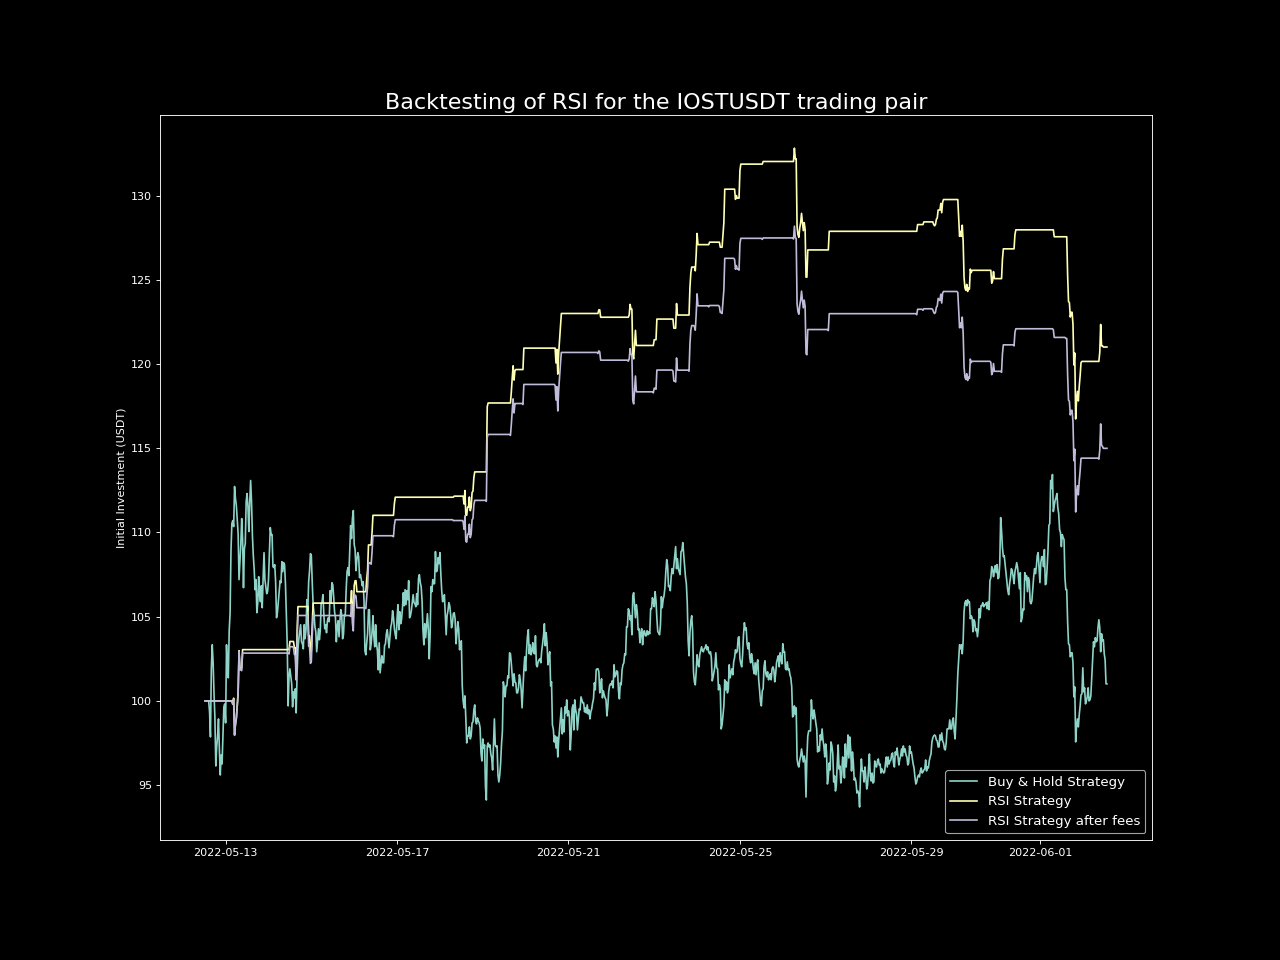 Backtesting of RSI for the IOSTUSDT trading pair
Initial Investment (USDT)
130
125
120
115
110
105
100
95
2022-05-13
2022-05-17
2022-05-21
2022-05-25
2022-05-29
2022-06-01
Buy & Hold Strategy
RSI Strategy
RSI Strategy after fees